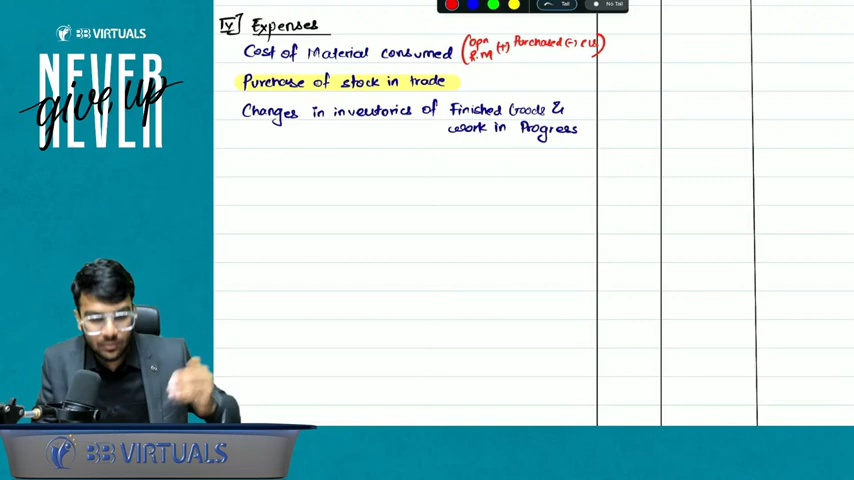 IV] Expenses
Cost of Material consumed (Opn R.M (+) Purchased (-) Cls)
Purchase of stock in trade
Changes in inventories of Finished Goods &
work in Progress
BB VIRTUALS
NEVER
give up
NEVER
BB VIRTUALS
Tail
No Tail